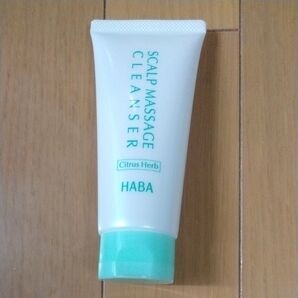 SCALP MASSAGE
CLEANSER
Citrus Herb
HABA